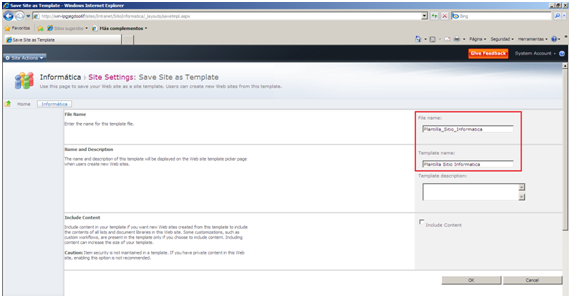 Save Site as Template - Windows Internet Explorer
Bing
Favoritos
Sitios sugeridos
Más complementos
Save Site as Template
Página
Seguridad
Herramientas
Give Feedback
System Account
Site Actions
Informática › Site Settings: Save Site as Template
Use this page to save your Web site as a site template. Users can create new Web sites from this template.
Home
Informática
File Name
Enter the name for this template file.
File name:
Plantilla_Sitio_Informatica
Name and Description
The name and description of this template will be displayed on the Web site template picker page
when users create new Web sites.
Template name:
Plantilla Sitio Informatica
Template description:
Include Content
Include content in your template if you want new Web sites created from this template to include
the contents of all lists and document libraries in this Web site. Some customizations, such as
custom workflows, are present in the template only if you choose to include content. Including
content can increase the size of your template.
Caution: Item security is not maintained in a template. If you have private content in this Web
site, enabling this option is not recommended.
Include Content
OK
Cancel